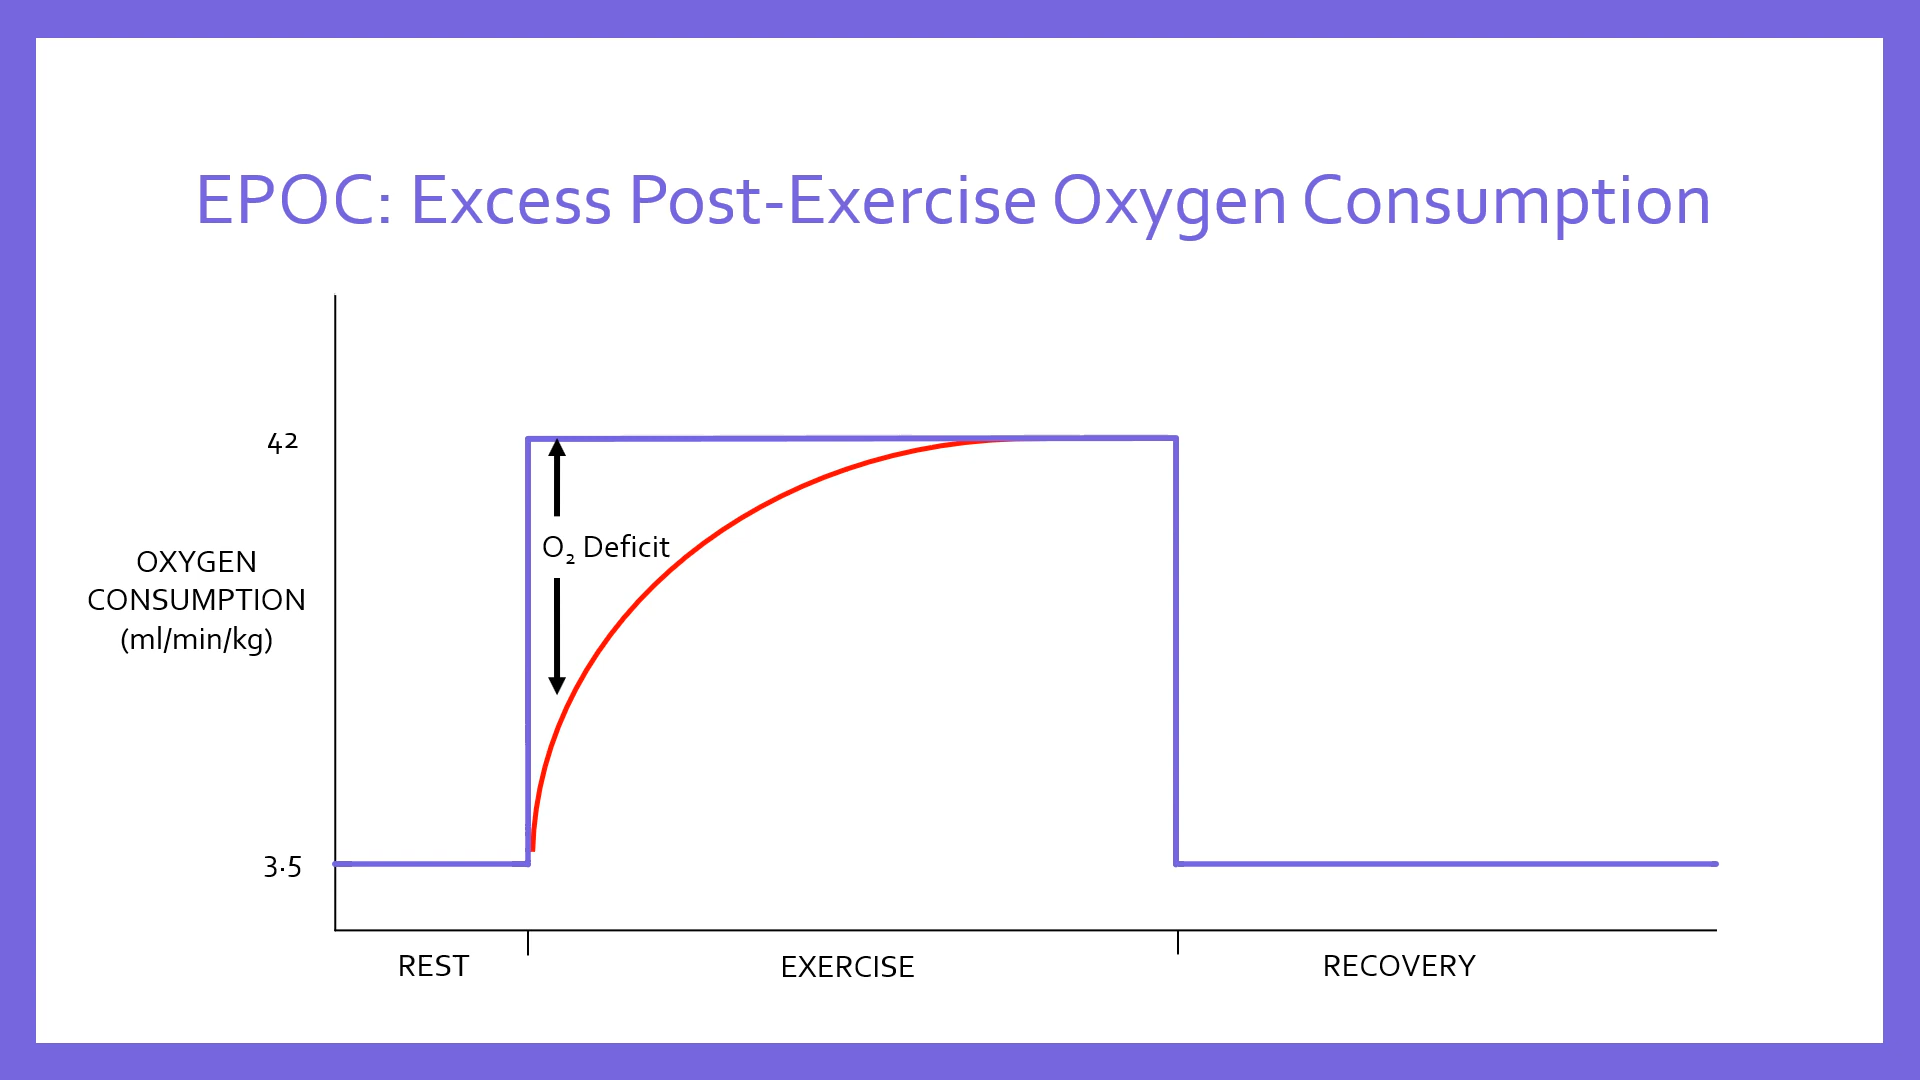 EPOC: Excess Post-Exercise Oxygen Consumption
42
O₂ Deficit
OXYGEN
CONSUMPTION
(ml/min/kg)
3.5
REST
EXERCISE
RECOVERY